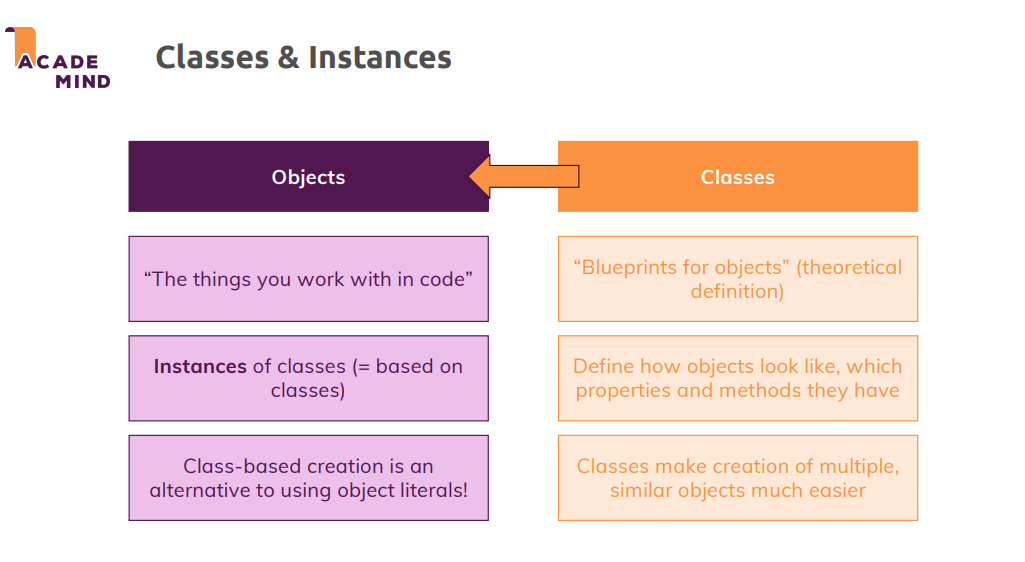 ACADE
MIND
Classes & Instances
Objects
Classes
“The things you work with in code”
“Blueprints for objects” (theoretical
definition)
Instances of classes (= based on
classes)
Define how objects look like, which
properties and methods they have
Class-based creation is an
alternative to using object literals!
Classes make creation of multiple,
similar objects much easier